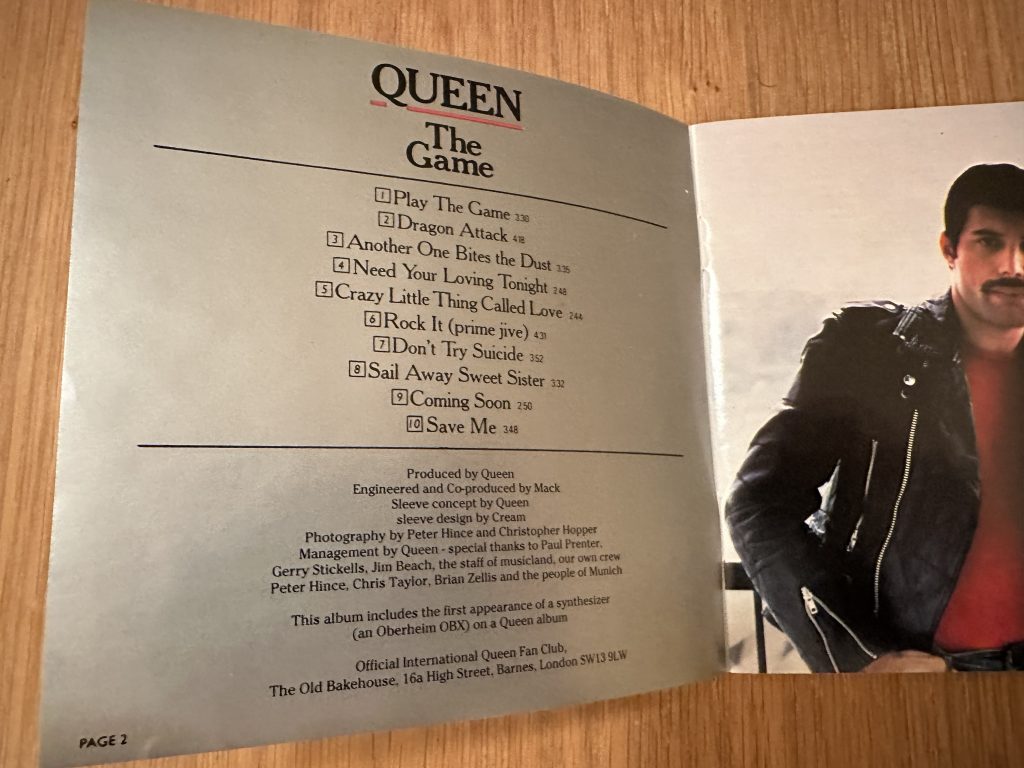 QUEEN
The
Game
1 Play The Game 3:30
2 Dragon Attack 4:18
3 Another One Bites the Dust 3:35
4 Need Your Loving Tonight 2:48
5 Crazy Little Thing Called Love 2:44
6 Rock It (prime jive) 4:31
7 Don't Try Suicide 3:52
8 Sail Away Sweet Sister 3:32
9 Coming Soon 2:50
10 Save Me 3:48
Produced by Queen
Engineered and Co-produced by Mack
Sleeve concept by Queen
sleeve design by Cream
Photography by Peter Hince and Christopher Hopper
Management by Queen - special thanks to Paul Prenter,
Gerry Stickells, Jim Beach, the staff of musicland, our own crew
Peter Hince, Chris Taylor, Brian Zellis and the people of Munich
This album includes the first appearance of a synthesizer
(an Oberheim OBX) on a Queen album
Official International Queen Fan Club,
The Old Bakehouse, 16a High Street, Barnes, London SW13 9LW
PAGE 2